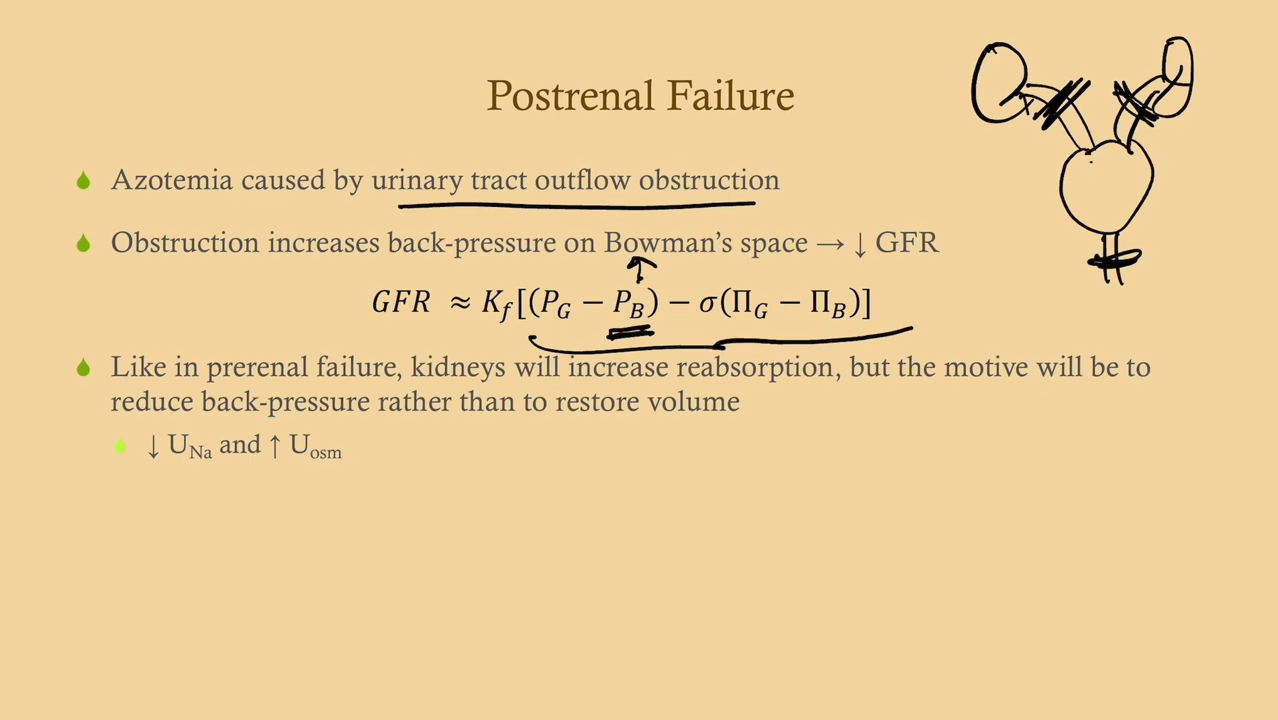 Postrenal Failure
Azotemia caused by urinary tract outflow obstruction
Obstruction increases back-pressure on Bowman’s space → ↓ GFR
GFR ≈ K_f[(P_G − P_B) − σ(Π_G − Π_B)]
Like in prerenal failure, kidneys will increase reabsorption, but the motive will be to
reduce back-pressure rather than to restore volume
↓ U_Na and ↑ U_osm